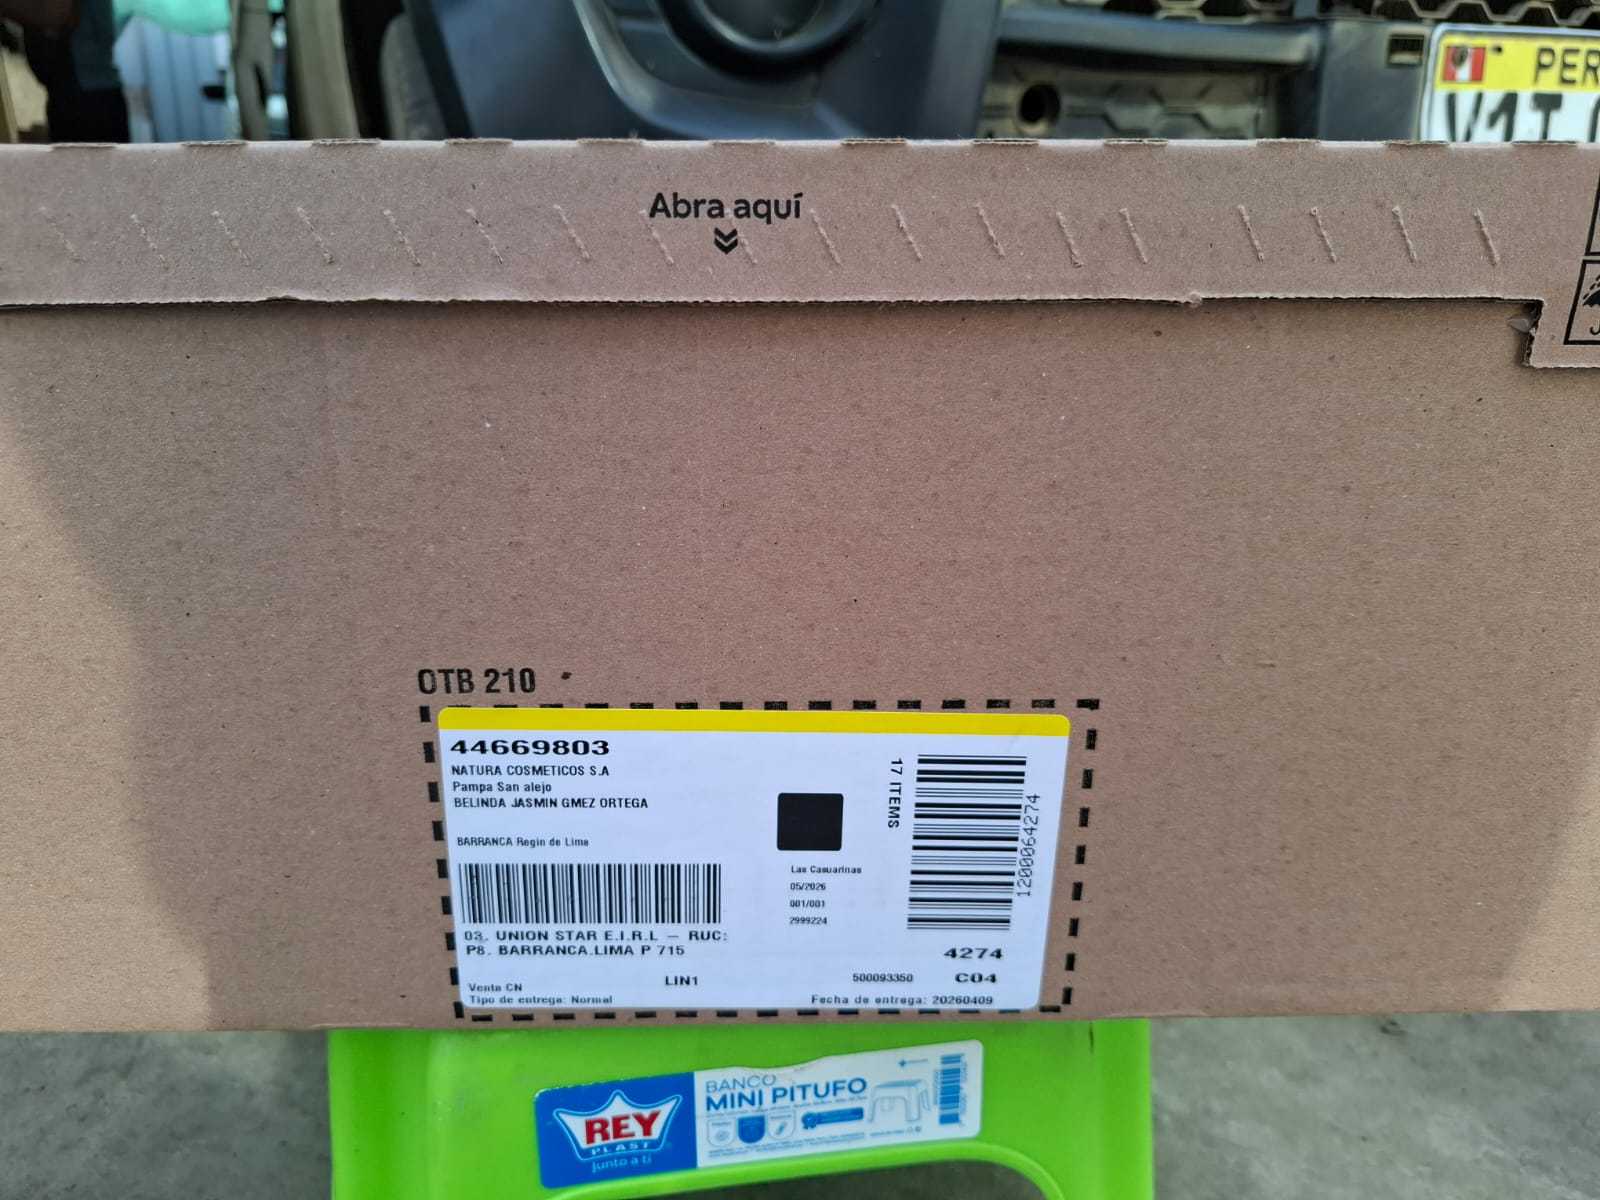 PER
V1T
Abra aquí
OTB 210
44669803
NATURA COSMETICOS S.A
Pampa San alejo
BELINDA JASMIN GMEZ ORTEGA
BARRANCA Regin de Lima
17 ITEMS
1200064274
Las Casuarinas
05/2026
001/001
2999224
03. UNION STAR E.I.R.L – RUC:
P8. BARRANCA.LIMA P 715
4274
LIN1
500093350 C04
Venta CN
Tipo de entrega: Normal
Fecha de entrega: 20260409
REY
PLAST
junto a ti
BANCO
MINI PITUFO